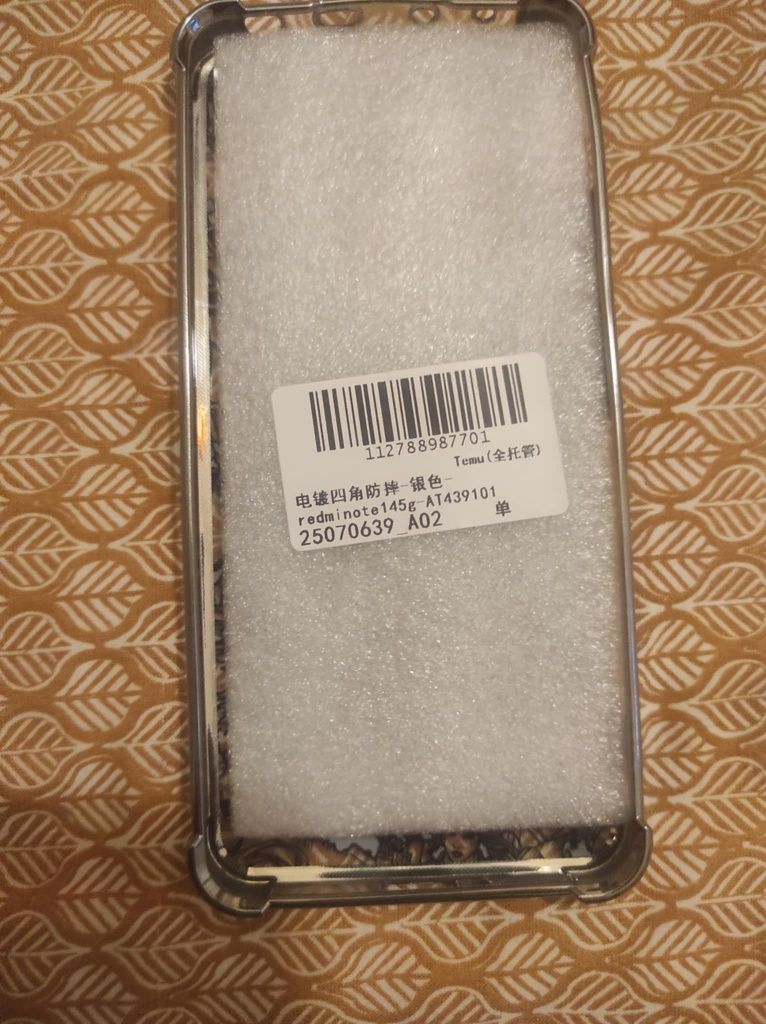 112788987701
Temu(全托管)
电镀四角防摔-银色-
redminote145g-AT439101
25070639_A02 单